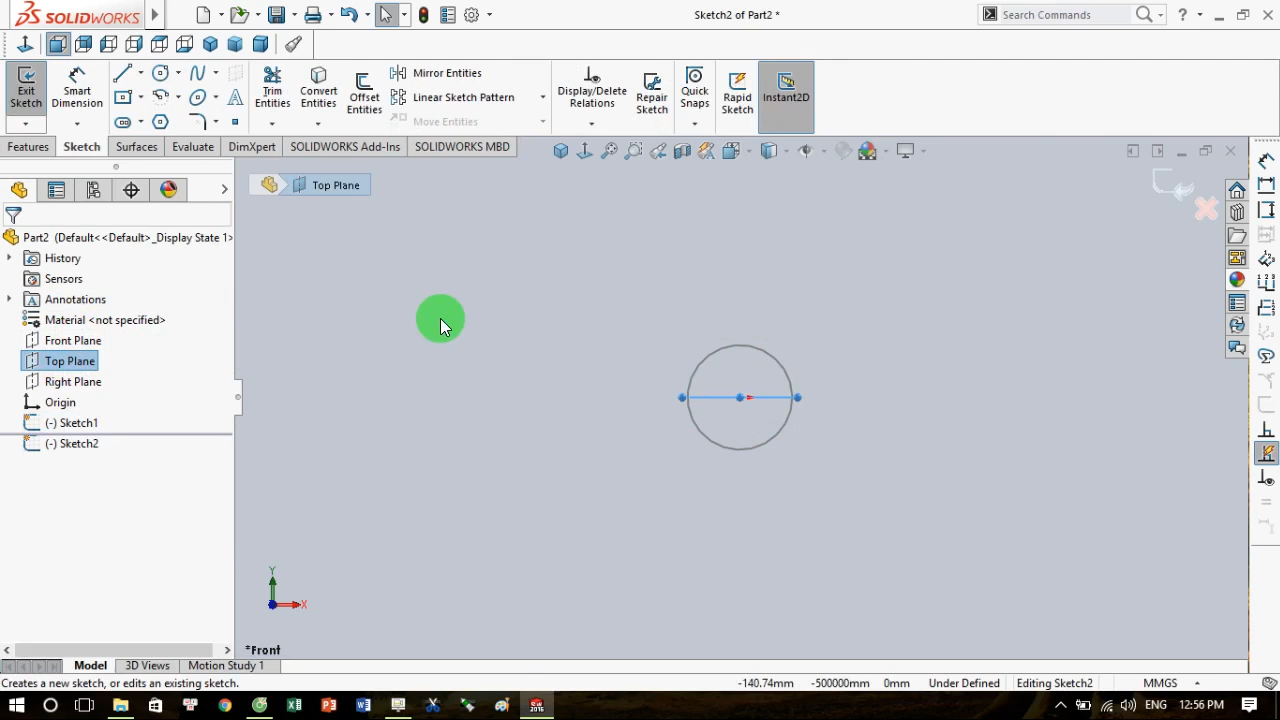 SOLIDWORKS
Sketch2 of Part2 *
Search Commands
?
Exit Sketch
Smart Dimension
Trim Entities
Convert Entities
Offset Entities
Mirror Entities
Linear Sketch Pattern
Move Entities
Display/Delete Relations
Repair Sketch
Quick Snaps
Rapid Sketch
Instant2D
Features
Sketch
Surfaces
Evaluate
DimXpert
SOLIDWORKS Add-Ins
SOLIDWORKS MBD
Top Plane
Part2 (Default<<Default>_Display State 1>
History
Sensors
Annotations
Material <not specified>
Front Plane
Top Plane
Right Plane
Origin
(-) Sketch1
(-) Sketch2
Y
X
*Front
Model
3D Views
Motion Study 1
Creates a new sketch, or edits an existing sketch.
-140.74mm
-500000mm
0mm
Under Defined
Editing Sketch2
MMGS
ENG
12:56 PM